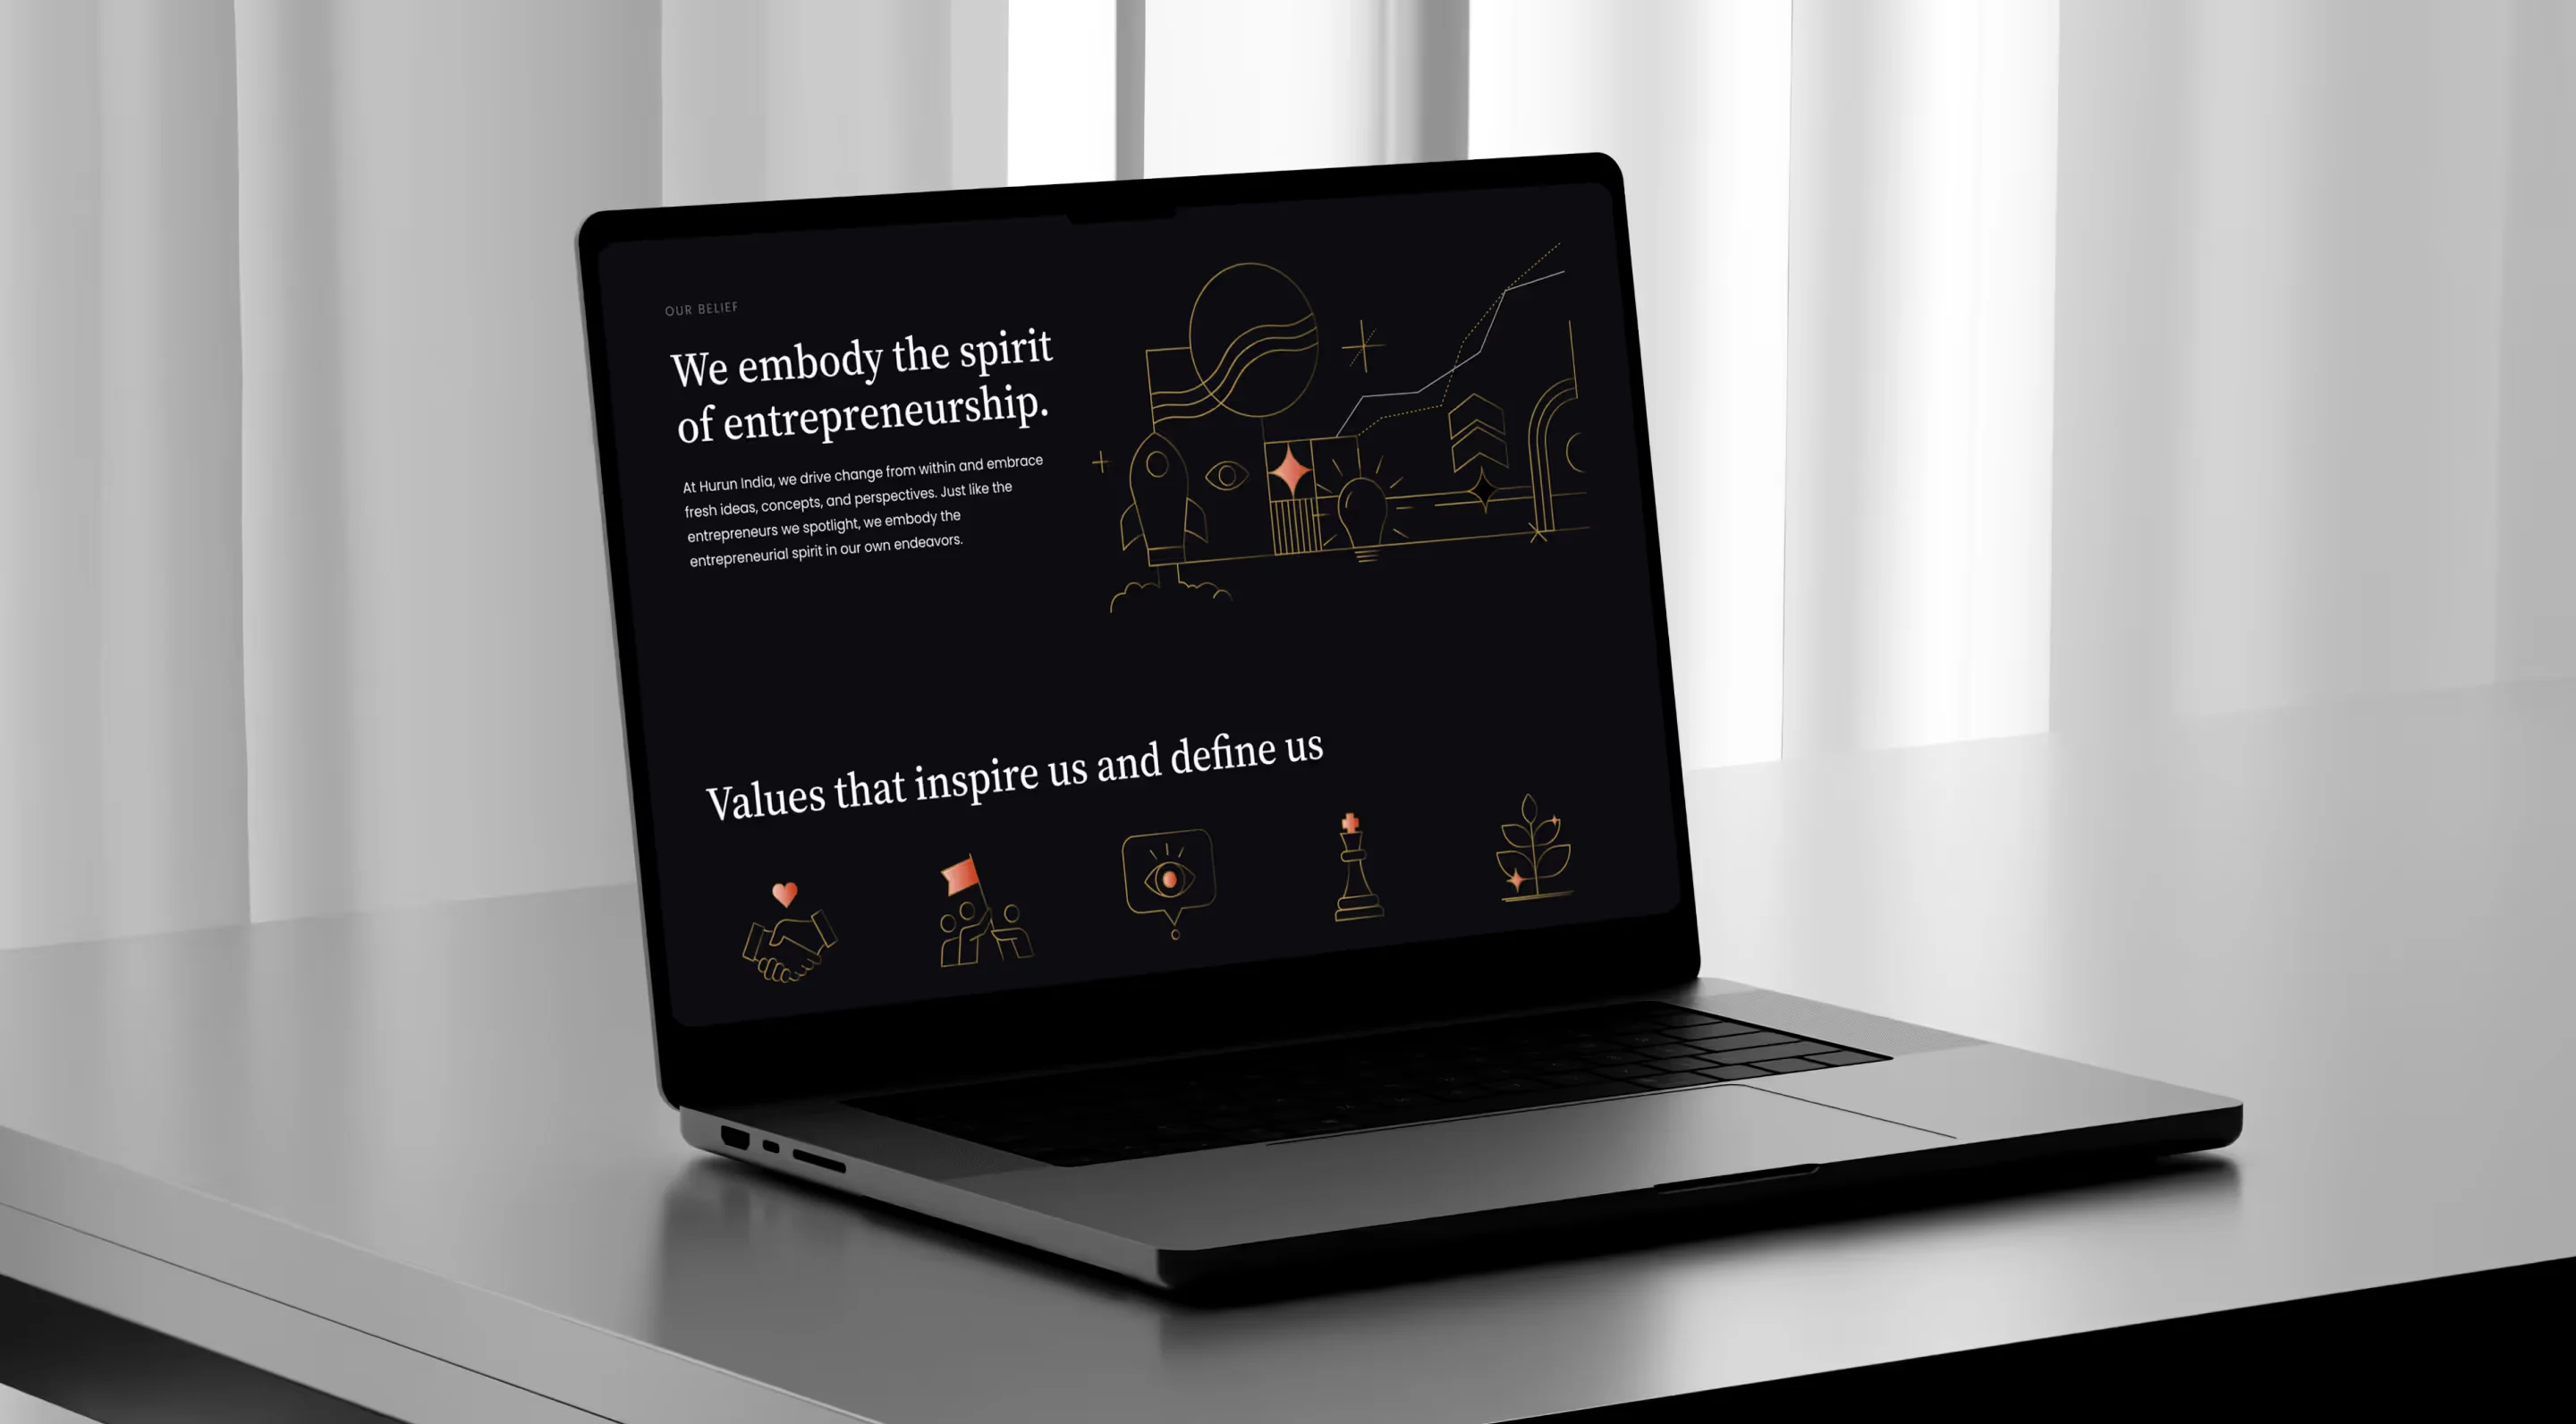 OUR BELIEF
We embody the spirit
of entrepreneurship.
At Hurun India, we drive change from within and embrace
fresh ideas, concepts, and perspectives. Just like the
entrepreneurs we spotlight, we embody the
entrepreneurial spirit in our own endeavors.
Values that inspire us and define us